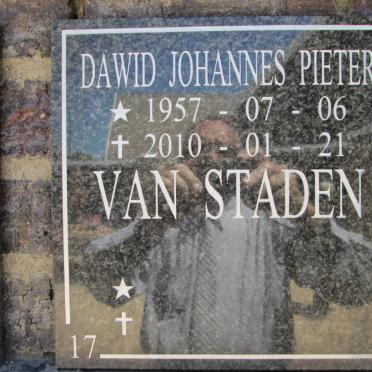 DAWID JOHANNES PIETER
★ 1957 - 07 - 06
✝ 2010 - 01 - 21
VAN STADEN
★
✝
17